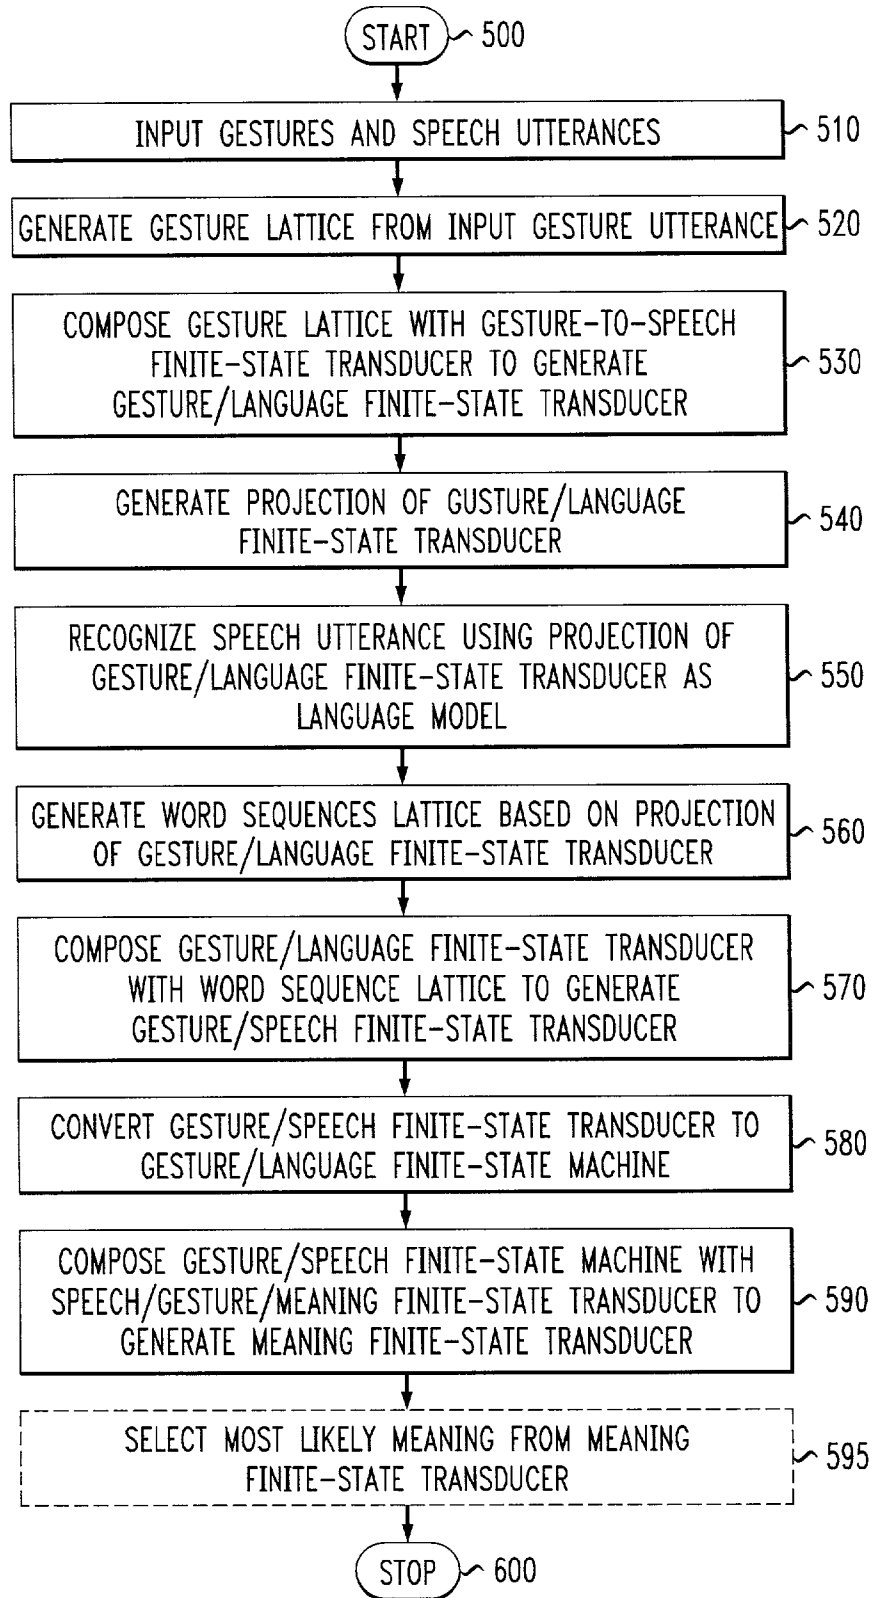 START 500
INPUT GESTURES AND SPEECH UTTERANCES 510
GENERATE GESTURE LATTICE FROM INPUT GESTURE UTTERANCE 520
COMPOSE GESTURE LATTICE WITH GESTURE-TO-SPEECH
FINITE-STATE TRANSDUCER TO GENERATE 530
GESTURE/LANGUAGE FINITE-STATE TRANSDUCER
GENERATE PROJECTION OF GUSTURE/LANGUAGE
FINITE-STATE TRANSDUCER 540
RECOGNIZE SPEECH UTTERANCE USING PROJECTION OF
GESTURE/LANGUAGE FINITE-STATE TRANSDUCER AS 550
LANGUAGE MODEL
GENERATE WORD SEQUENCES LATTICE BASED ON PROJECTION
OF GESTURE/LANGUAGE FINITE-STATE TRANSDUCER 560
COMPOSE GESTURE/LANGUAGE FINITE-STATE TRANSDUCER
WITH WORD SEQUENCE LATTICE TO GENERATE 570
GESTURE/SPEECH FINITE-STATE TRANSDUCER
CONVERT GESTURE/SPEECH FINITE-STATE TRANSDUCER TO
GESTURE/LANGUAGE FINITE-STATE MACHINE 580
COMPOSE GESTURE/SPEECH FINITE-STATE MACHINE WITH
SPEECH/GESTURE/MEANING FINITE-STATE TRANSDUCER TO 590
GENERATE MEANING FINITE-STATE TRANSDUCER
SELECT MOST LIKELY MEANING FROM MEANING
FINITE-STATE TRANSDUCER 595
STOP 600